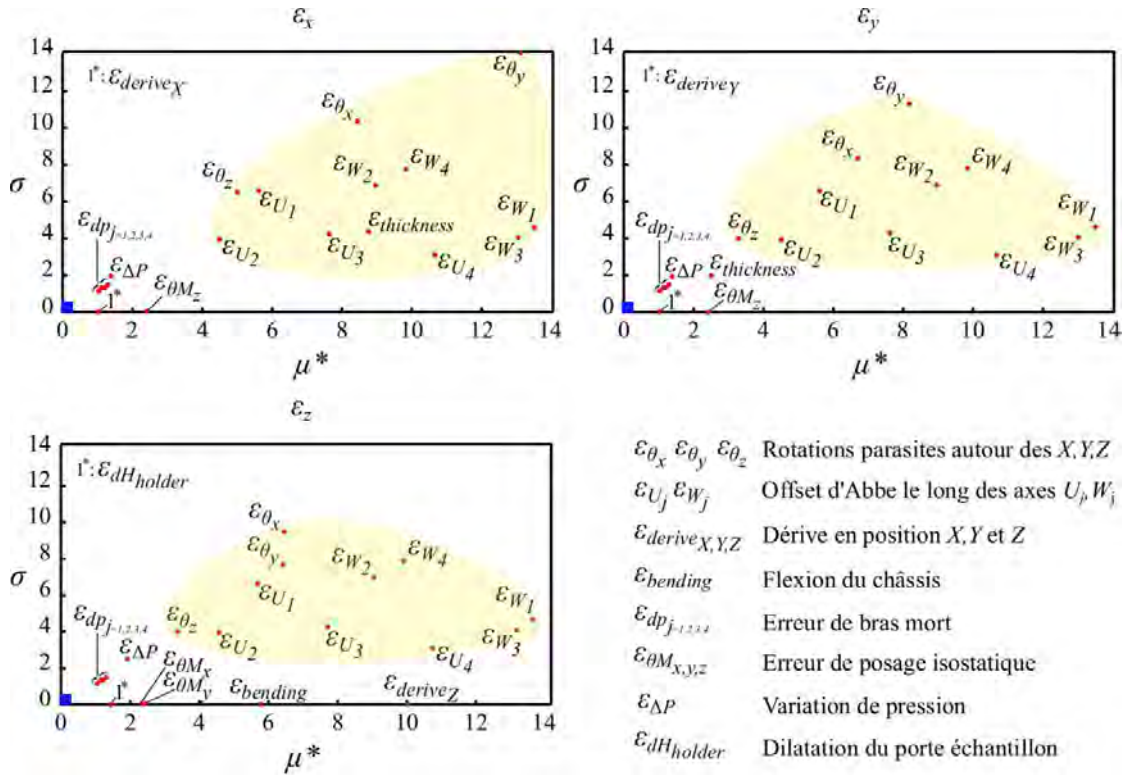 εx
14
12
10
8
6
4
2
0
σ
1*: εderiveX
εθy
εθx
εW2
εW4
εθz
εU1
εthickness
εW1
εdpj=1,2,3,4
εU2
εU3
εW3
εU4
εΔP
1*
εθMz
0 2 4 6 8 10 12 14
μ*
εy
14
12
10
8
6
4
2
0
σ
1*: εderiveY
εθy
εθx
εW2
εW4
εU1
εW1
εdpj=1,2,3,4
εθz
εU2
εU3
εW3
εU4
εΔP
εthickness
1*
εθMz
0 2 4 6 8 10 12 14
μ*
εz
14
12
10
8
6
4
2
0
σ
1*: εdHholder
εθx
εθy
εW2
εW4
εU1
εW1
εdpj=1,2,3,4
εθz
εU2
εU3
εW3
εU4
εΔP
εθMx
εθMy
1*
εbending
εderiveZ
0 2 4 6 8 10 12 14
μ*
εθx εθy εθz Rotations parasites autour des X,Y,Z
εUj εWj Offset d'Abbe le long des axes Uj,Wj
εderiveX,Y,Z Dérive en position X,Y et Z
εbending Flexion du châssis
εdpj=1,2,3,4 Erreur de bras mort
εθMx,y,z Erreur de posage isostatique
εΔP Variation de pression
εdHholder Dilatation du porte échantillon